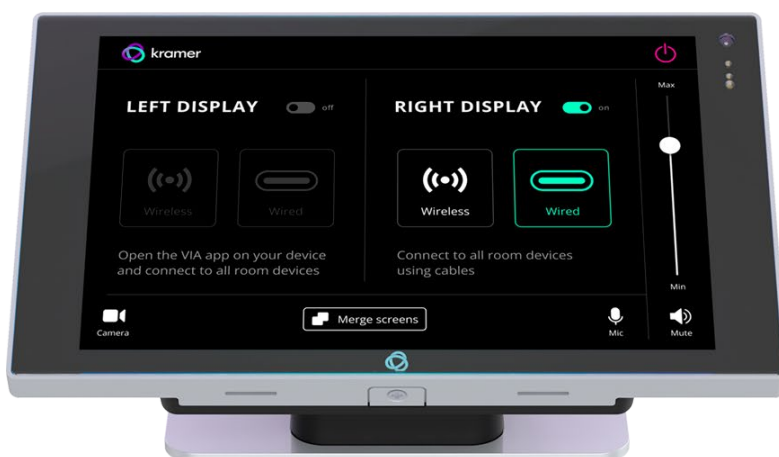 kramer
LEFT DISPLAY
off
Wireless
Wired
Open the VIA app on your device
and connect to all room devices
RIGHT DISPLAY
on
Wireless
Wired
Connect to all room devices
using cables
Max
Min
Camera
Merge screens
Mic
Mute